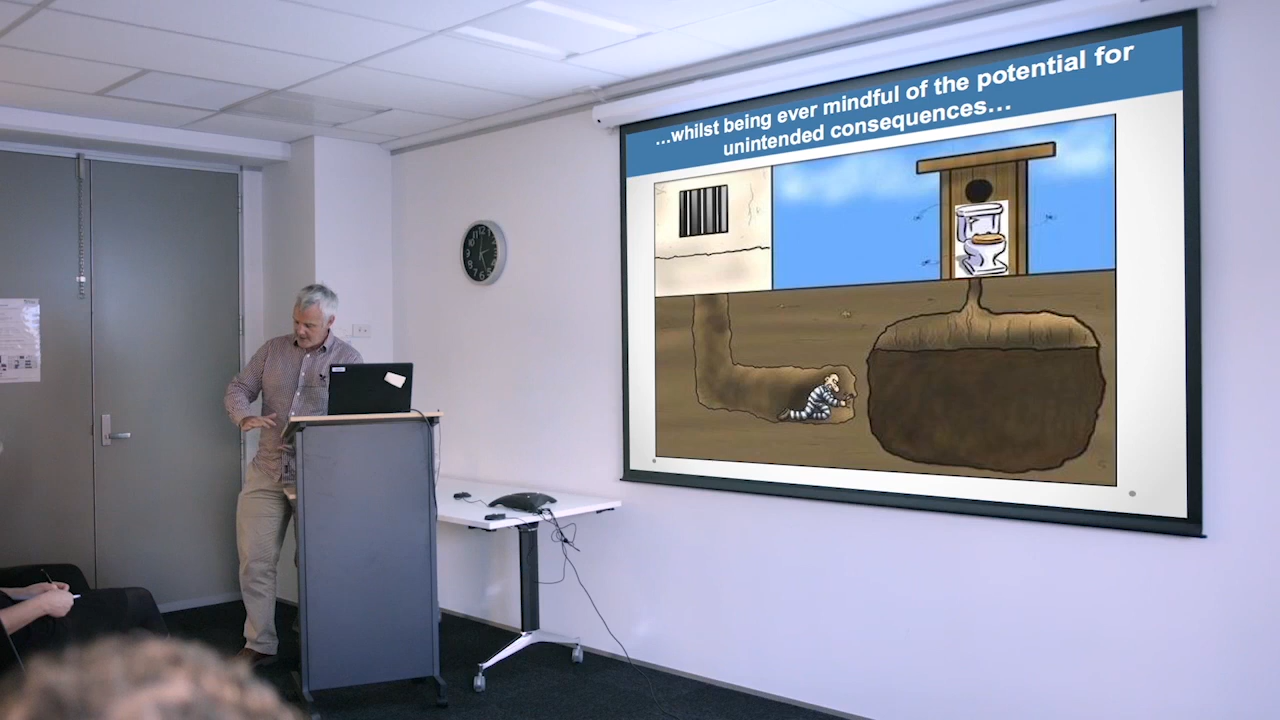 ...whilst being ever mindful of the potential for
unintended consequences...